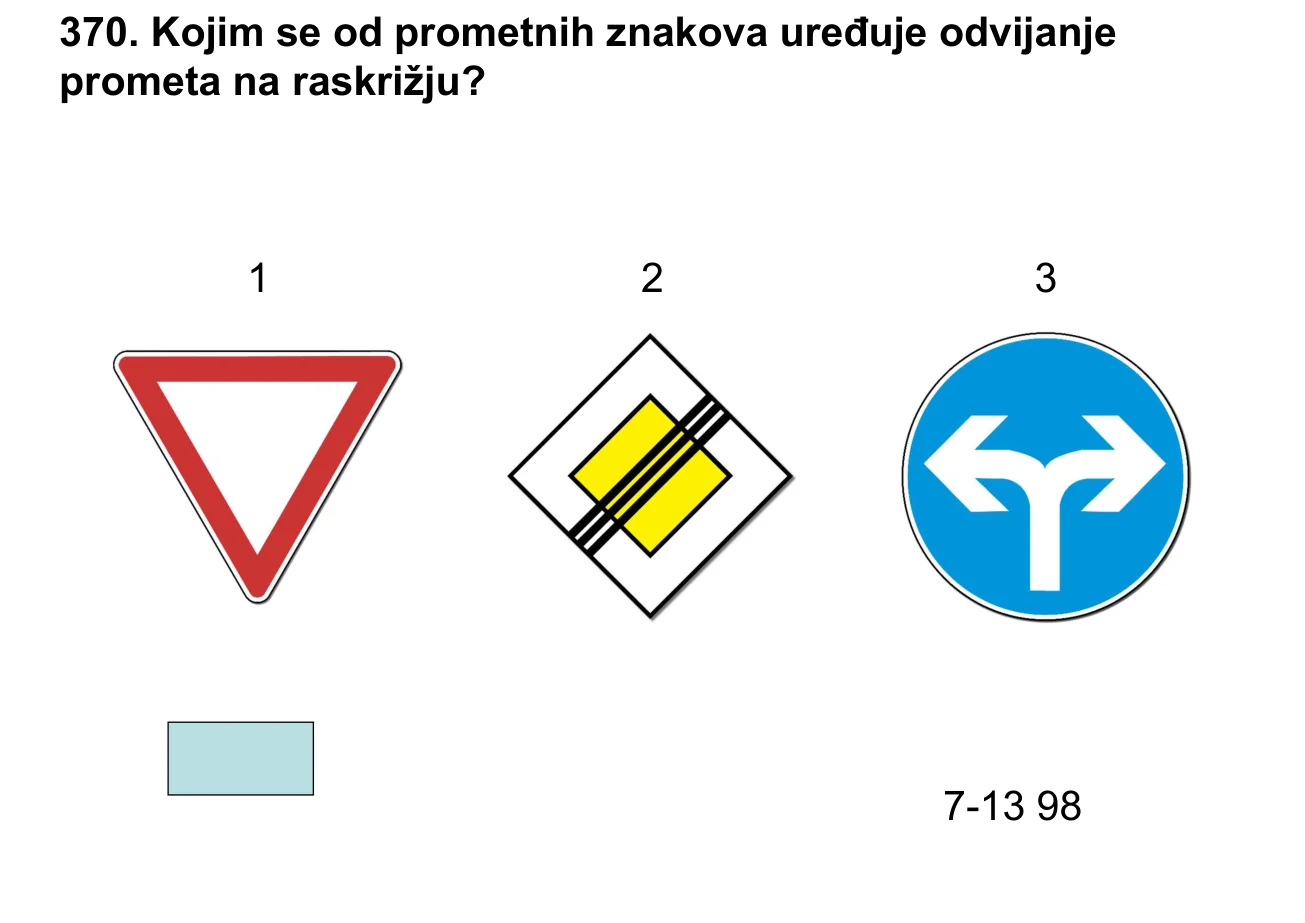 370. Kojim se od prometnih znakova uređuje odvijanje
prometa na raskrižju?
1 2 3
7-13 98